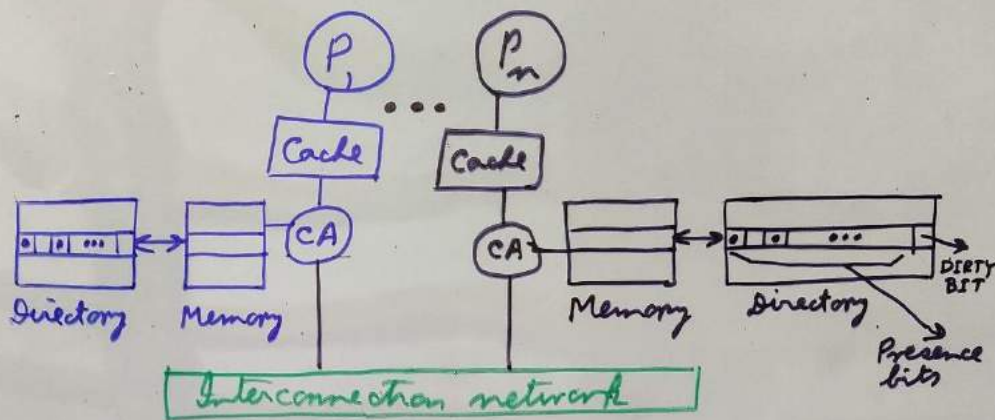 P1
...
Pn
Cache
Cache
CA
CA
...
...
DIRTY
BIT
Directory
Memory
Memory
Directory
Presence
bits
Interconnection network